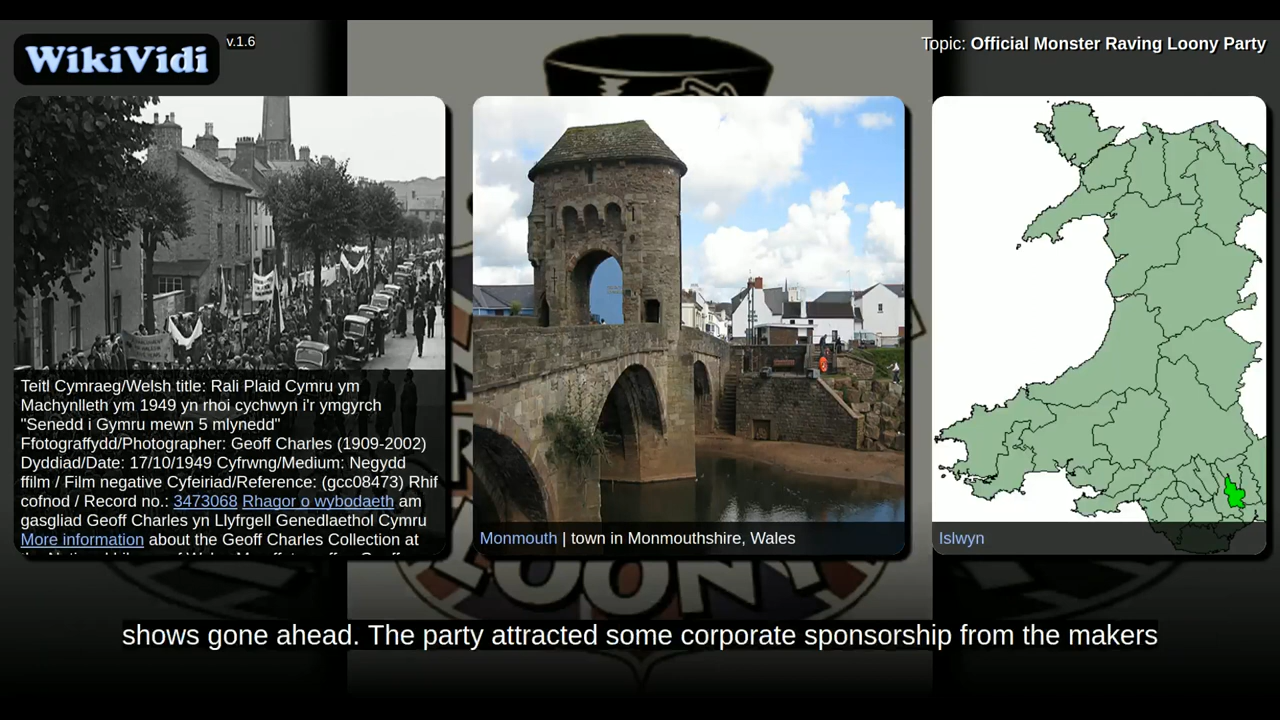 WikiVidi
v.1.6
Topic: Official Monster Raving Loony Party
Teitl Cymraeg/Welsh title: Rali Plaid Cymru ym
Machynlleth ym 1949 yn rhoi cychwyn i'r ymgyrch
"Senedd i Gymru mewn 5 mlynedd"
Ffotograffydd/Photographer: Geoff Charles (1909-2002)
Dyddiad/Date: 17/10/1949 Cyfrwng/Medium: Negydd
ffilm / Film negative Cyfeiriad/Reference: (gcc08473) Rhif
cofnod / Record no.: 3473068 Rhagor o wybodaeth am
gasgliad Geoff Charles yn Llyfrgell Genedlaethol Cymru
More information about the Geoff Charles Collection at
Monmouth | town in Monmouthshire, Wales
Islwyn
LOONY
shows gone ahead. The party attracted some corporate sponsorship from the makers